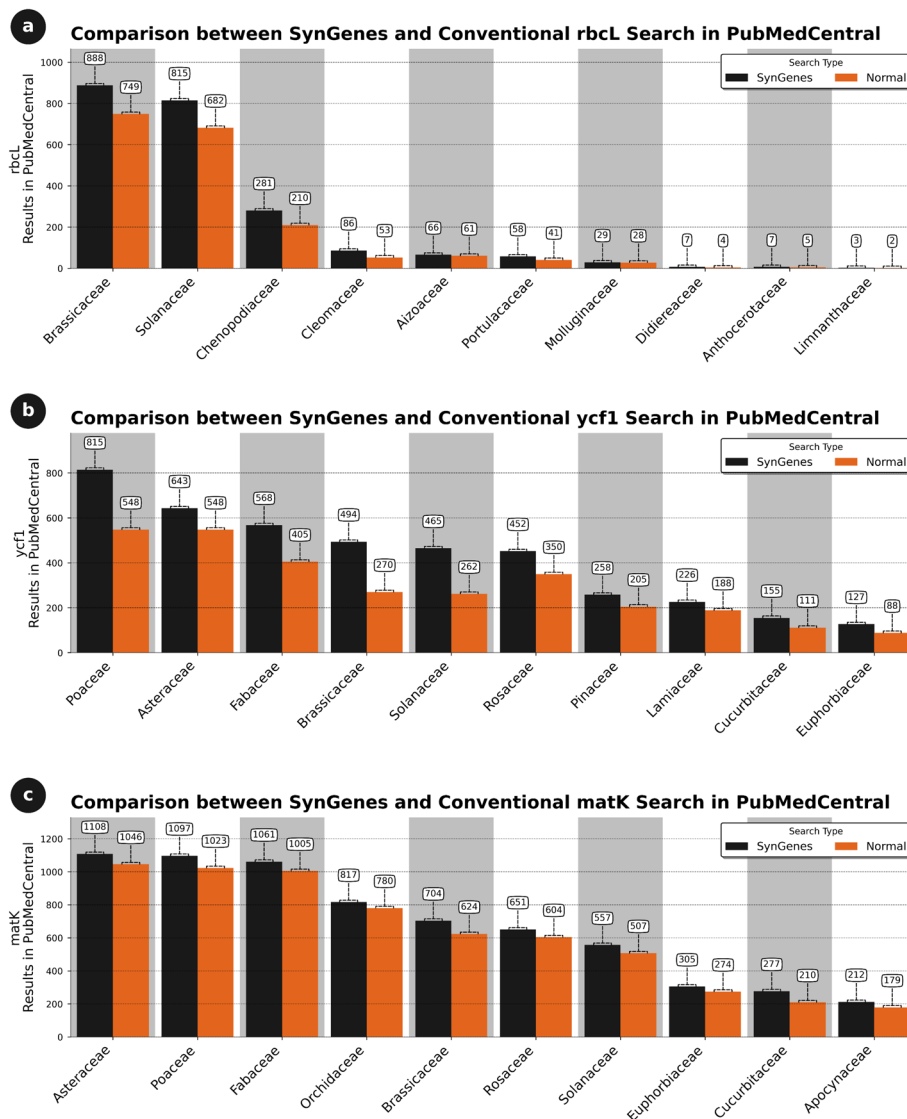 a
Comparison between SynGenes and Conventional rbcL Search in PubMedCentral
rbcL
Results in PubMedCentral
1000
800
600
400
200
0
Search Type
SynGenes Normal
888 749
815 682
281 210
86 53
66 61
58 41
29 28
7 4
7 5
3 2
Brassicaceae
Solanaceae
Chenopodiaceae
Cleomaceae
Aizoaceae
Portulacaceae
Molluginaceae
Didiereaceae
Anthocerotaceae
Limnanthaceae
b
Comparison between SynGenes and Conventional ycf1 Search in PubMedCentral
ycf1
Results in PubMedCentral
800
600
400
200
0
Search Type
SynGenes Normal
815 548
643 548
568 405
494 270
465 262
452 350
258 205
226 188
155 111
127 88
Poaceae
Asteraceae
Fabaceae
Brassicaceae
Solanaceae
Rosaceae
Pinaceae
Lamiaceae
Cucurbitaceae
Euphorbiaceae
c
Comparison between SynGenes and Conventional matK Search in PubMedCentral
matK
Results in PubMedCentral
1200
1000
800
600
400
200
0
Search Type
SynGenes Normal
1108 1046
1097 1023
1061 1005
817 780
704 624
651 604
557 507
305 274
277 210
212 179
Asteraceae
Poaceae
Fabaceae
Orchidaceae
Brassicaceae
Rosaceae
Solanaceae
Euphorbiaceae
Cucurbitaceae
Apocynaceae